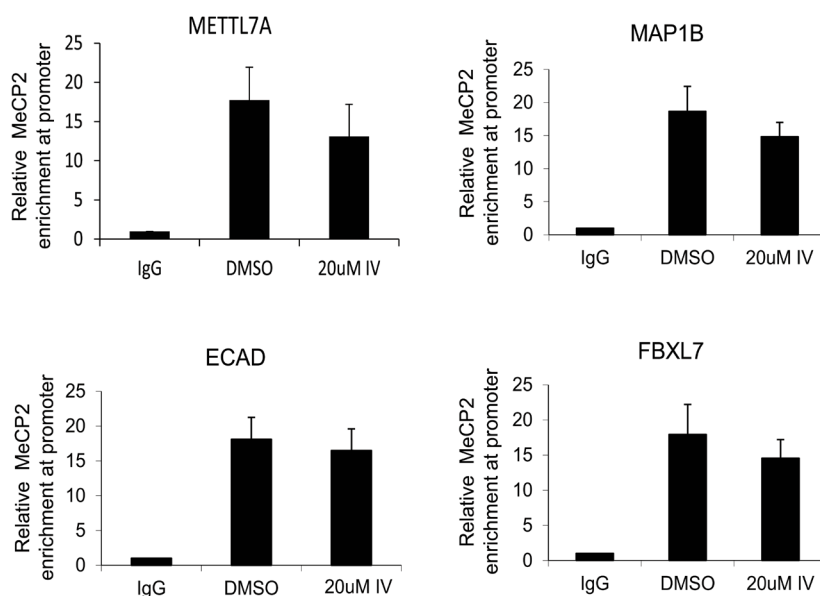 METTL7A
Relative MeCP2
enrichment at promoter
25
20
15
10
5
0
IgG DMSO 20uM IV
MAP1B
Relative MeCP2
enrichment at promoter
25
20
15
10
5
0
IgG DMSO 20uM IV
ECAD
Relative MeCP2
enrichment at promoter
25
20
15
10
5
0
IgG DMSO 20uM IV
FBXL7
Relative MeCP2
enrichment at promoter
25
20
15
10
5
0
IgG DMSO 20uM IV